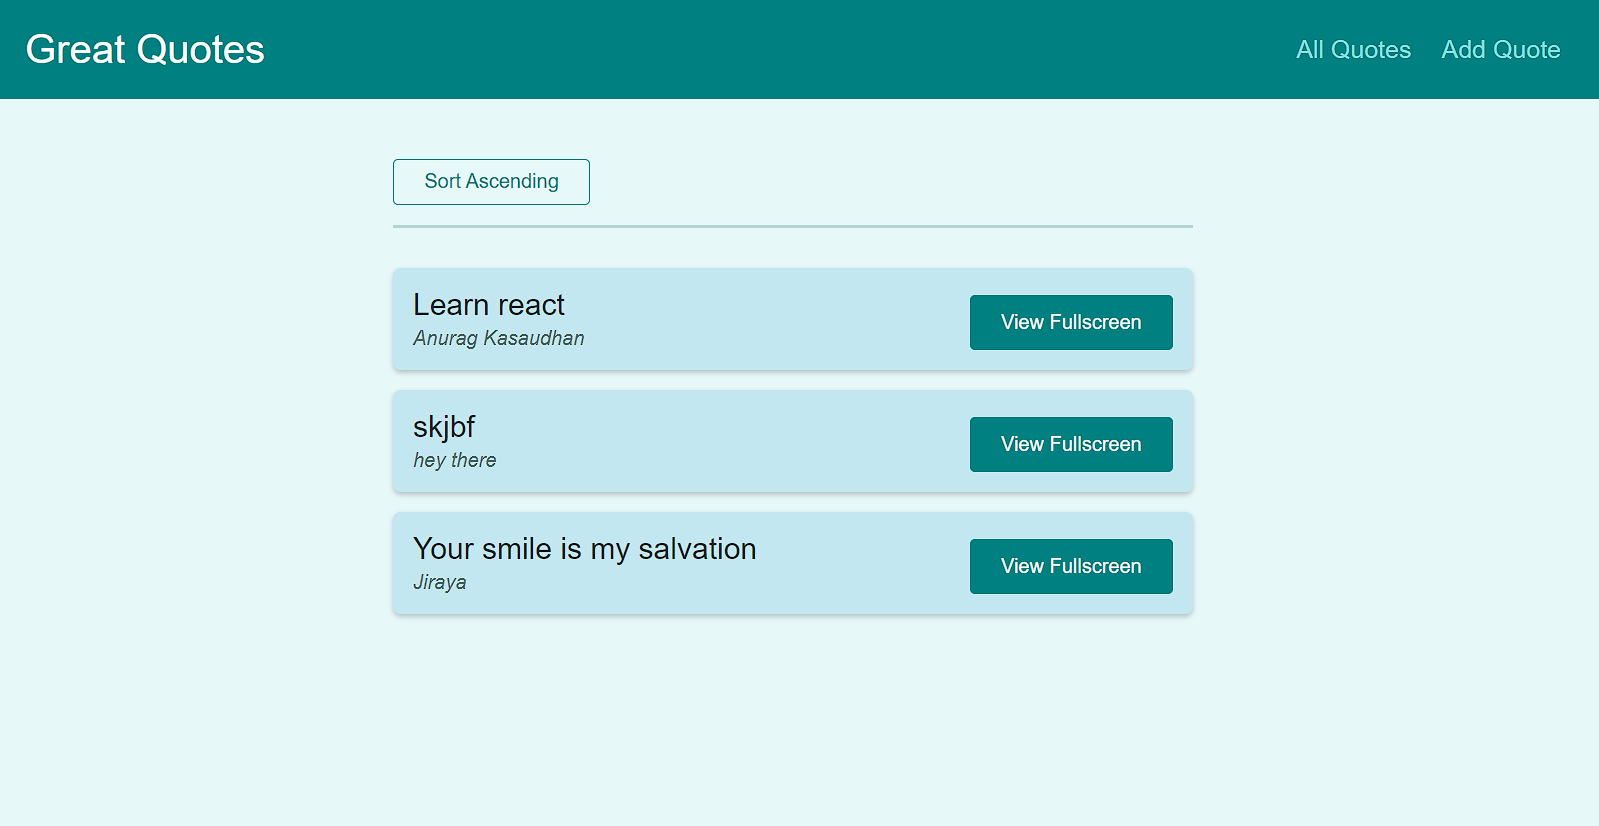 Great Quotes
All Quotes
Add Quote
Sort Ascending
Learn react
Anurag Kasaudhan
View Fullscreen
skjbf
hey there
View Fullscreen
Your smile is my salvation
Jiraya
View Fullscreen